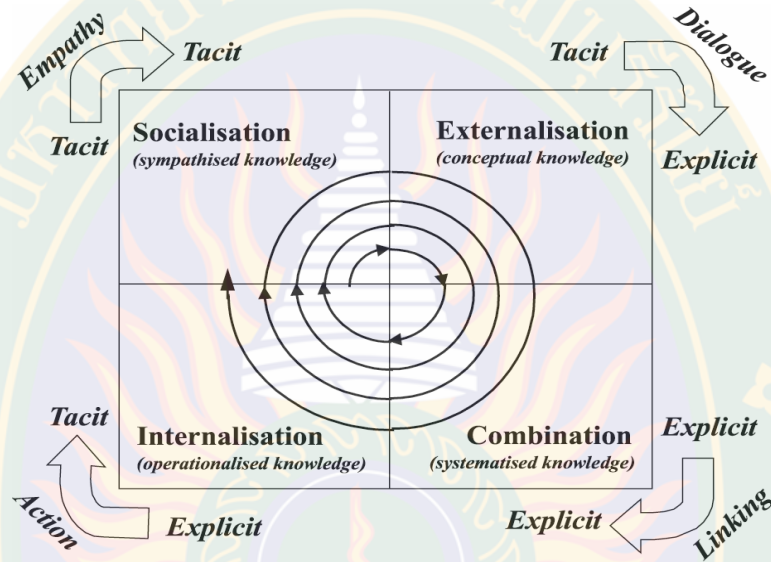 Empathy
Tacit
Tacit
Tacit
Dialogue
Explicit
Socialisation
(sympathised knowledge)
Externalisation
(conceptual knowledge)
Internalisation
(operationalised knowledge)
Combination
(systematised knowledge)
Tacit
Action
Explicit
Explicit
Linking
Explicit